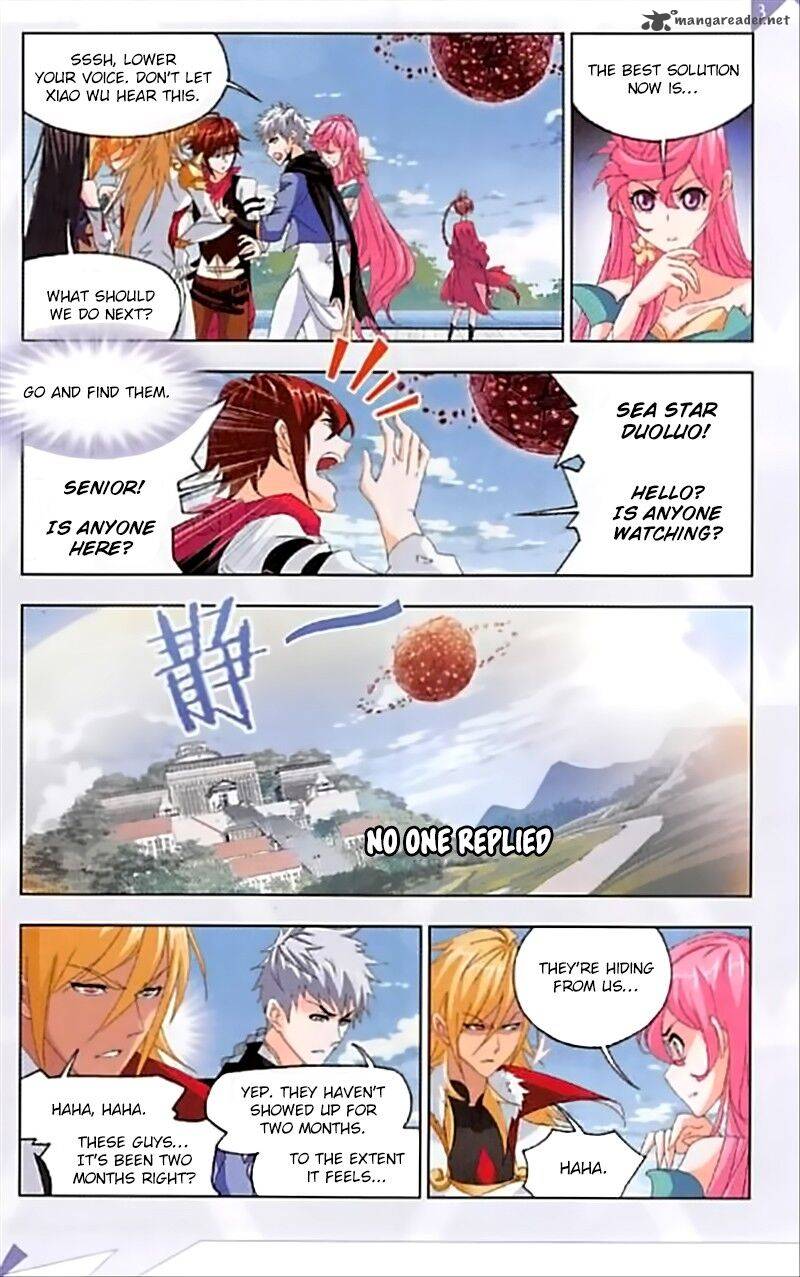 3
mangareader.net
SSSH, LOWER
YOUR VOICE. DON'T LET
XIAO WU HEAR THIS.
WHAT SHOULD
WE DO NEXT?
THE BEST SOLUTION
NOW IS...
GO AND FIND THEM.
SENIOR!
IS ANYONE
HERE?
SEA STAR
DUOLUO!
HELLO?
IS ANYONE
WATCHING?
静一
NO ONE REPLIED
HAHA, HAHA.
THESE GUYS...
IT'S BEEN TWO
MONTHS RIGHT?
YEP. THEY HAVEN'T
SHOWED UP FOR
TWO MONTHS.
TO THE EXTENT
IT FEELS...
THEY'RE HIDING
FROM US...
HAHA.